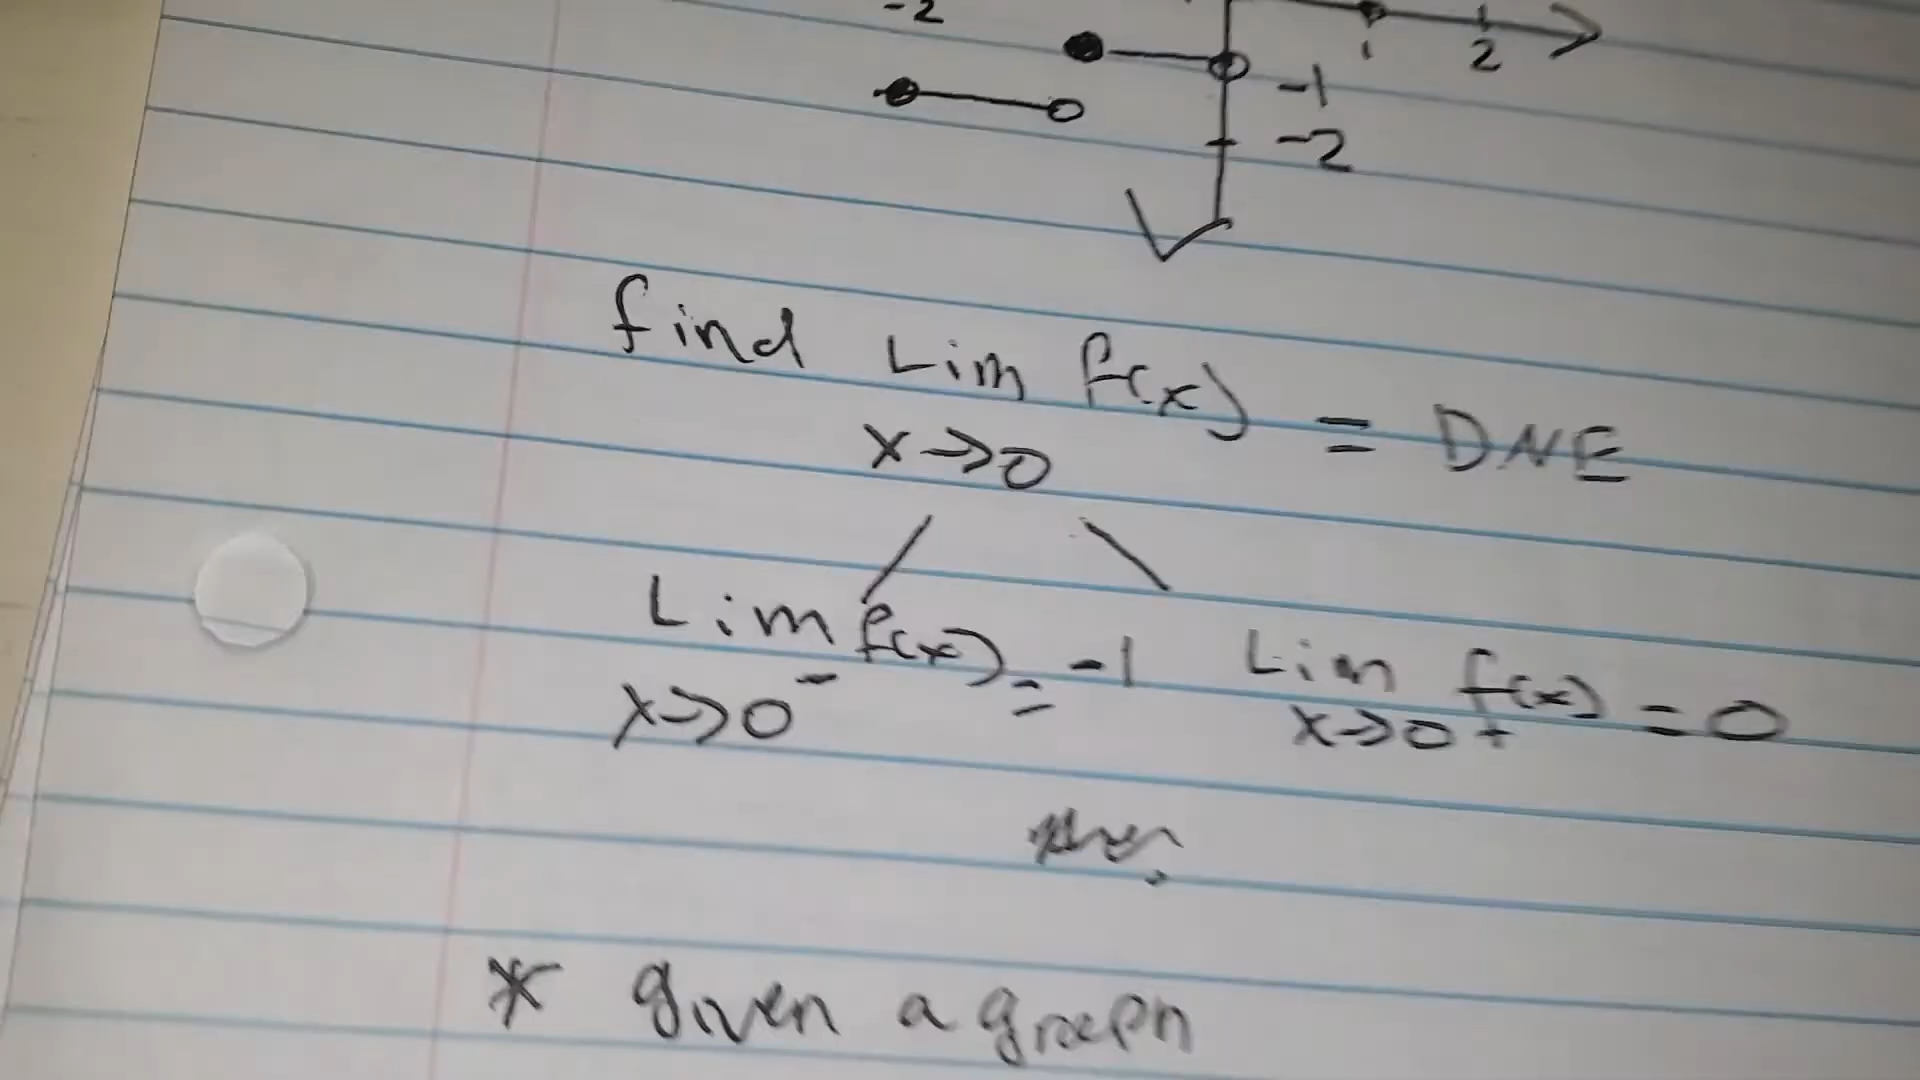 -2
1 2
-1
-2
find Lim f(x) = DNE
x→0
Lim f(x) = -1 Lim f(x) = 0
x→0⁻ x→0+
* given a graph